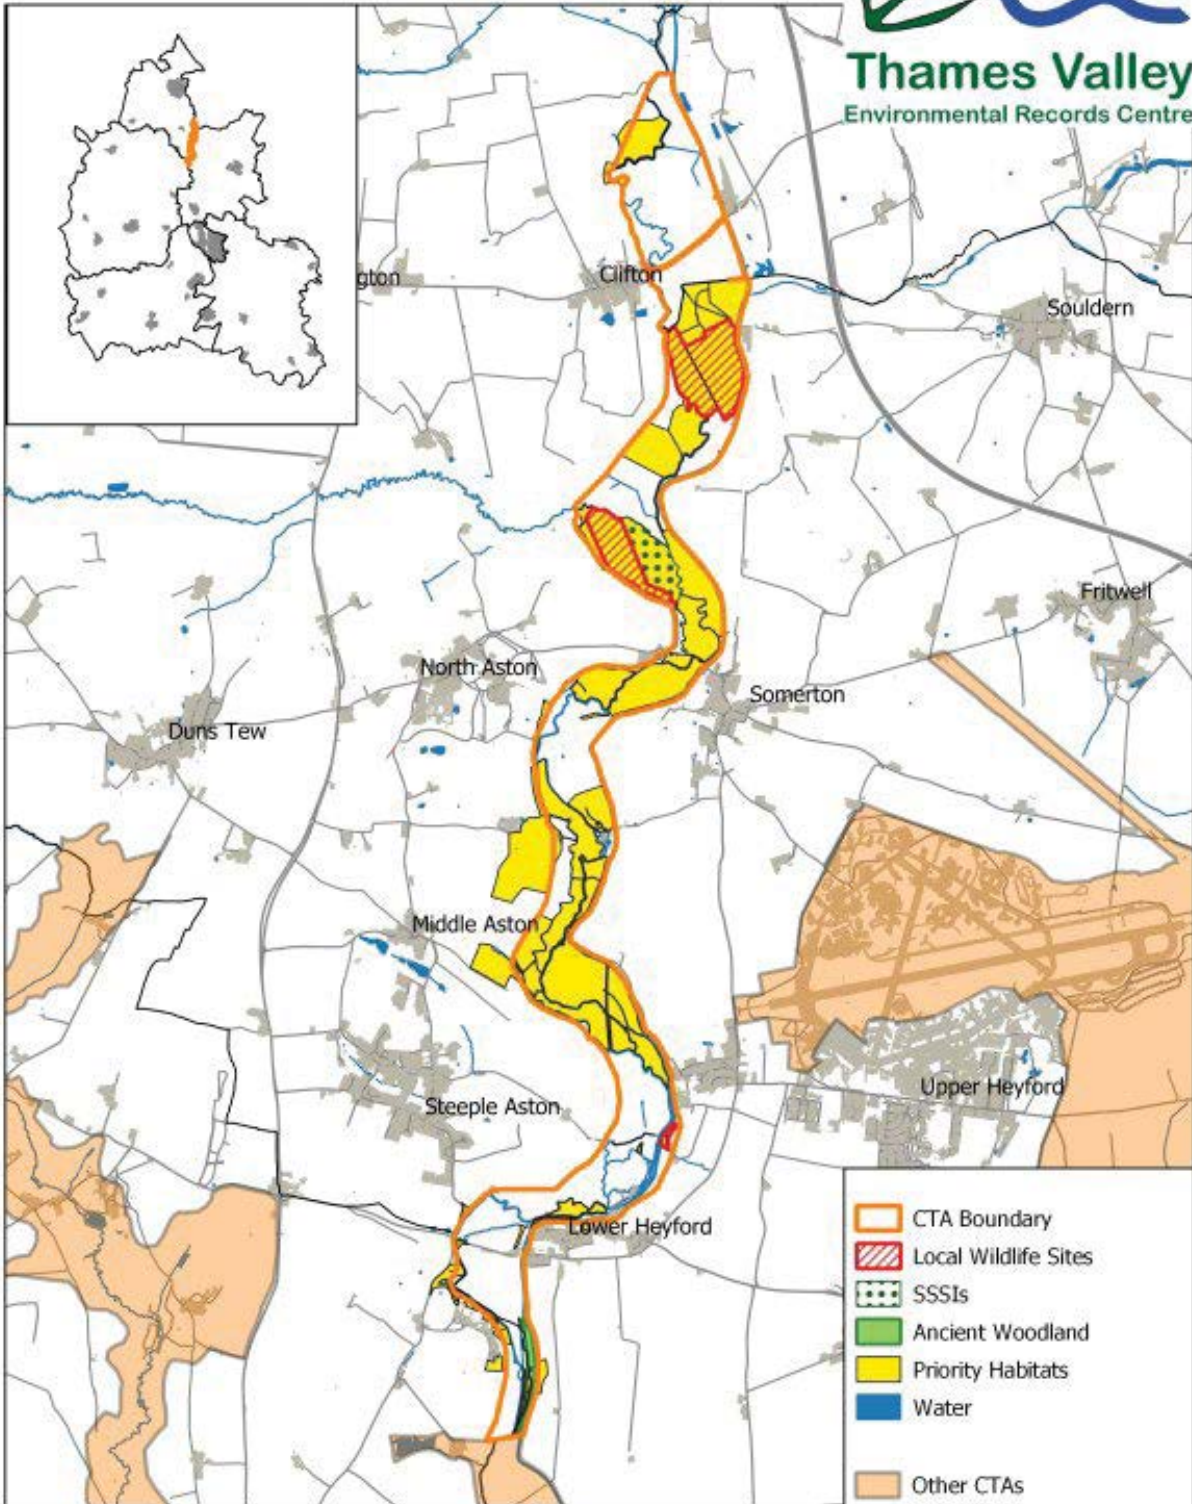 Thames Valley
Environmental Records Centre
gton
Clifton
Souldern
Fritwell
North Aston
Somerton
Duns Tew
Middle Aston
Upper Heyford
Steeple Aston
Lower Heyford
CTA Boundary
Local Wildlife Sites
SSSIs
Ancient Woodland
Priority Habitats
Water
Other CTAs